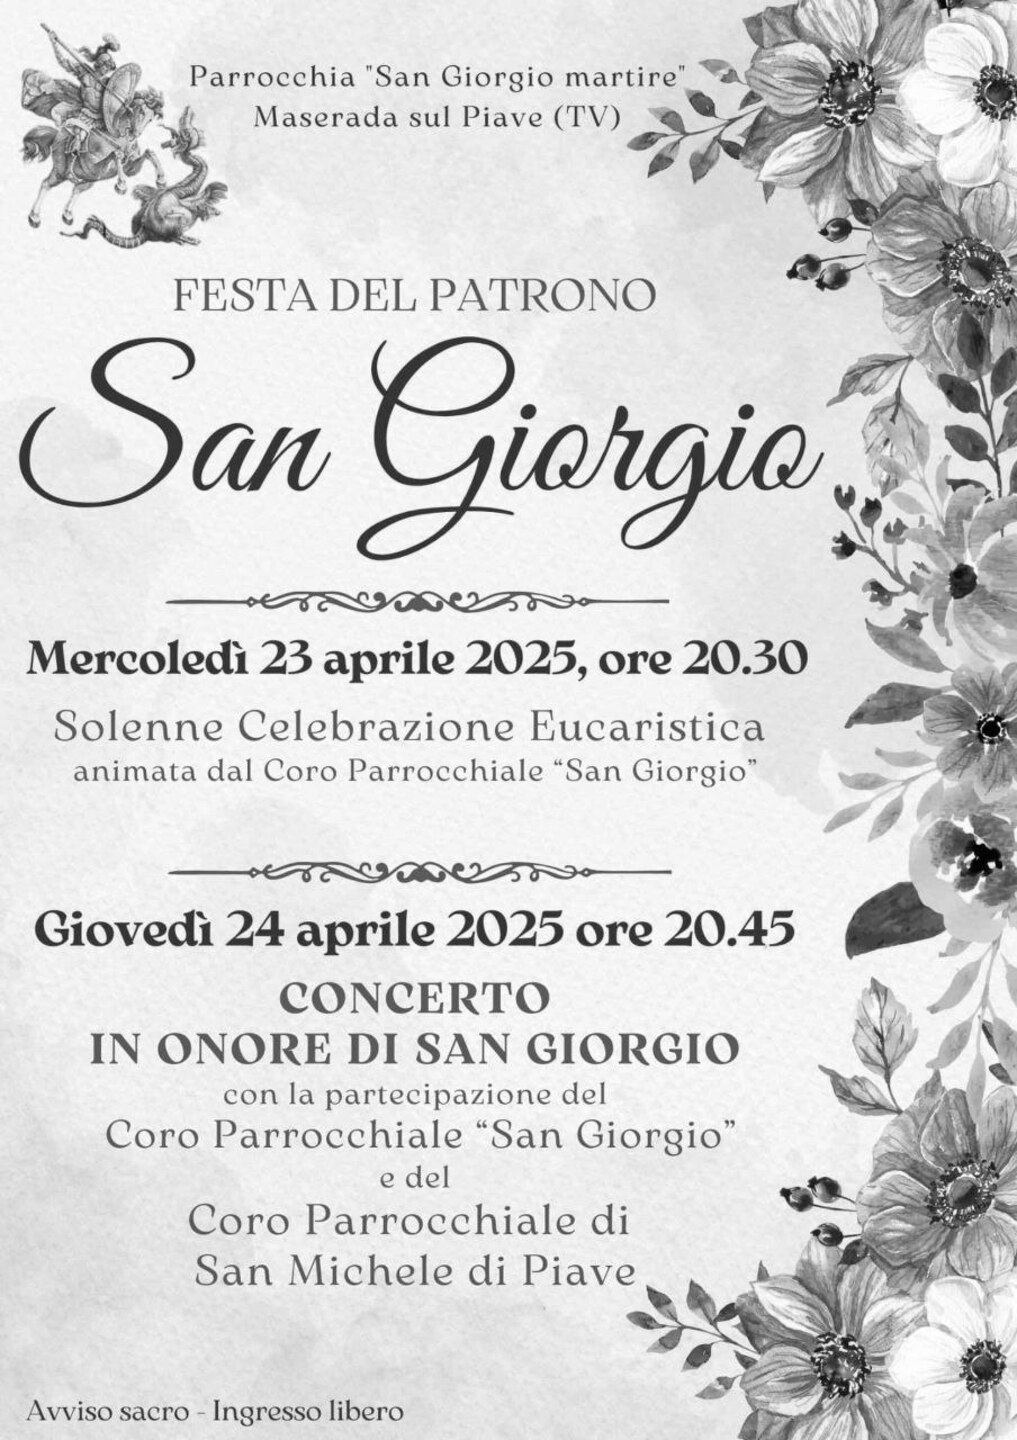 Parrocchia "San Giorgio martire"
Maserada sul Piave (TV)
FESTA DEL PATRONO
San Giorgio
Mercoledì 23 aprile 2025, ore 20.30
Solenne Celebrazione Eucaristica
animata dal Coro Parrocchiale “San Giorgio”
Giovedì 24 aprile 2025 ore 20.45
CONCERTO
IN ONORE DI SAN GIORGIO
con la partecipazione del
Coro Parrocchiale “San Giorgio”
e del
Coro Parrocchiale di
San Michele di Piave
Avviso sacro - Ingresso libero